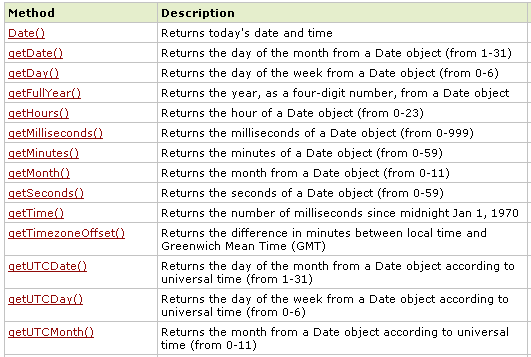 Method Description
Date() Returns today's date and time
getDate() Returns the day of the month from a Date object (from 1-31)
getDay() Returns the day of the week from a Date object (from 0-6)
getFullYear() Returns the year, as a four-digit number, from a Date object
getHours() Returns the hour of a Date object (from 0-23)
getMilliseconds() Returns the milliseconds of a Date object (from 0-999)
getMinutes() Returns the minutes of a Date object (from 0-59)
getMonth() Returns the month from a Date object (from 0-11)
getSeconds() Returns the seconds of a Date object (from 0-59)
getTime() Returns the number of milliseconds since midnight Jan 1, 1970
getTimezoneOffset() Returns the difference in minutes between local time and
Greenwich Mean Time (GMT)
getUTCDate() Returns the day of the month from a Date object according to
universal time (from 1-31)
getUTCDay() Returns the day of the week from a Date object according to
universal time (from 0-6)
getUTCMonth() Returns the month from a Date object according to universal
time (from 0-11)